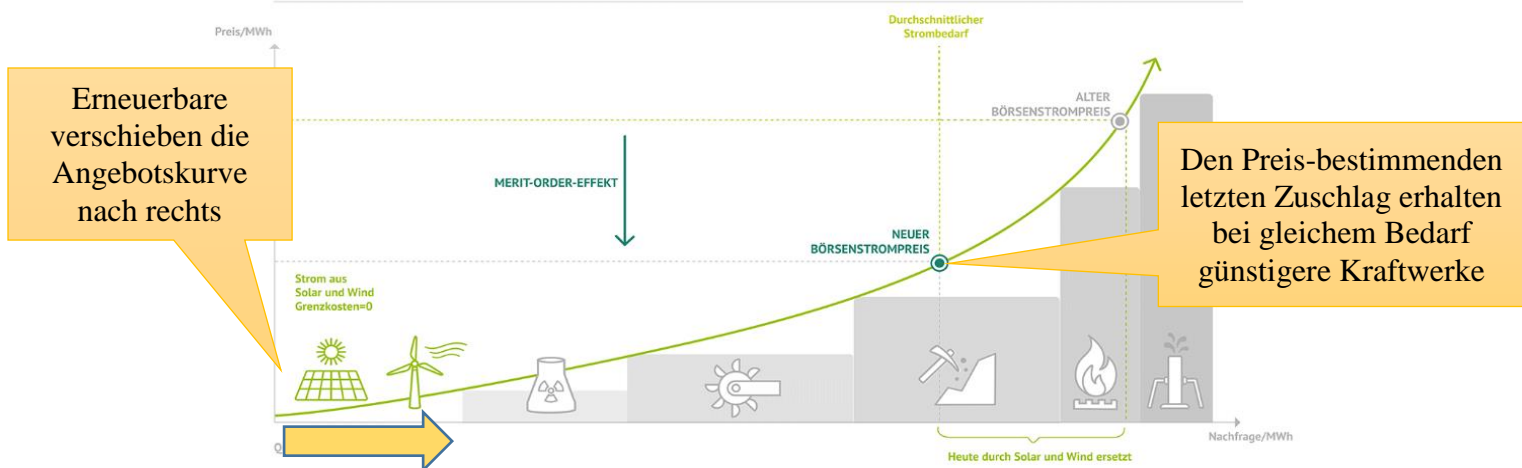 Durchschnittlicher
Strombedarf
Preis/MWh
Erneuerbare
verschieben die
Angebotskurve
nach rechts
ALTER
BÖRSENSTROMPREIS
Den Preis-bestimmenden
letzten Zuschlag erhalten
bei gleichem Bedarf
günstigere Kraftwerke
MERIT-ORDER-EFFEKT
NEUER
BÖRSENSTROMPREIS
Strom aus
Solar und Wind
Grenzkosten=0
Nachfrage/MWh
Heute durch Solar und Wind ersetzt